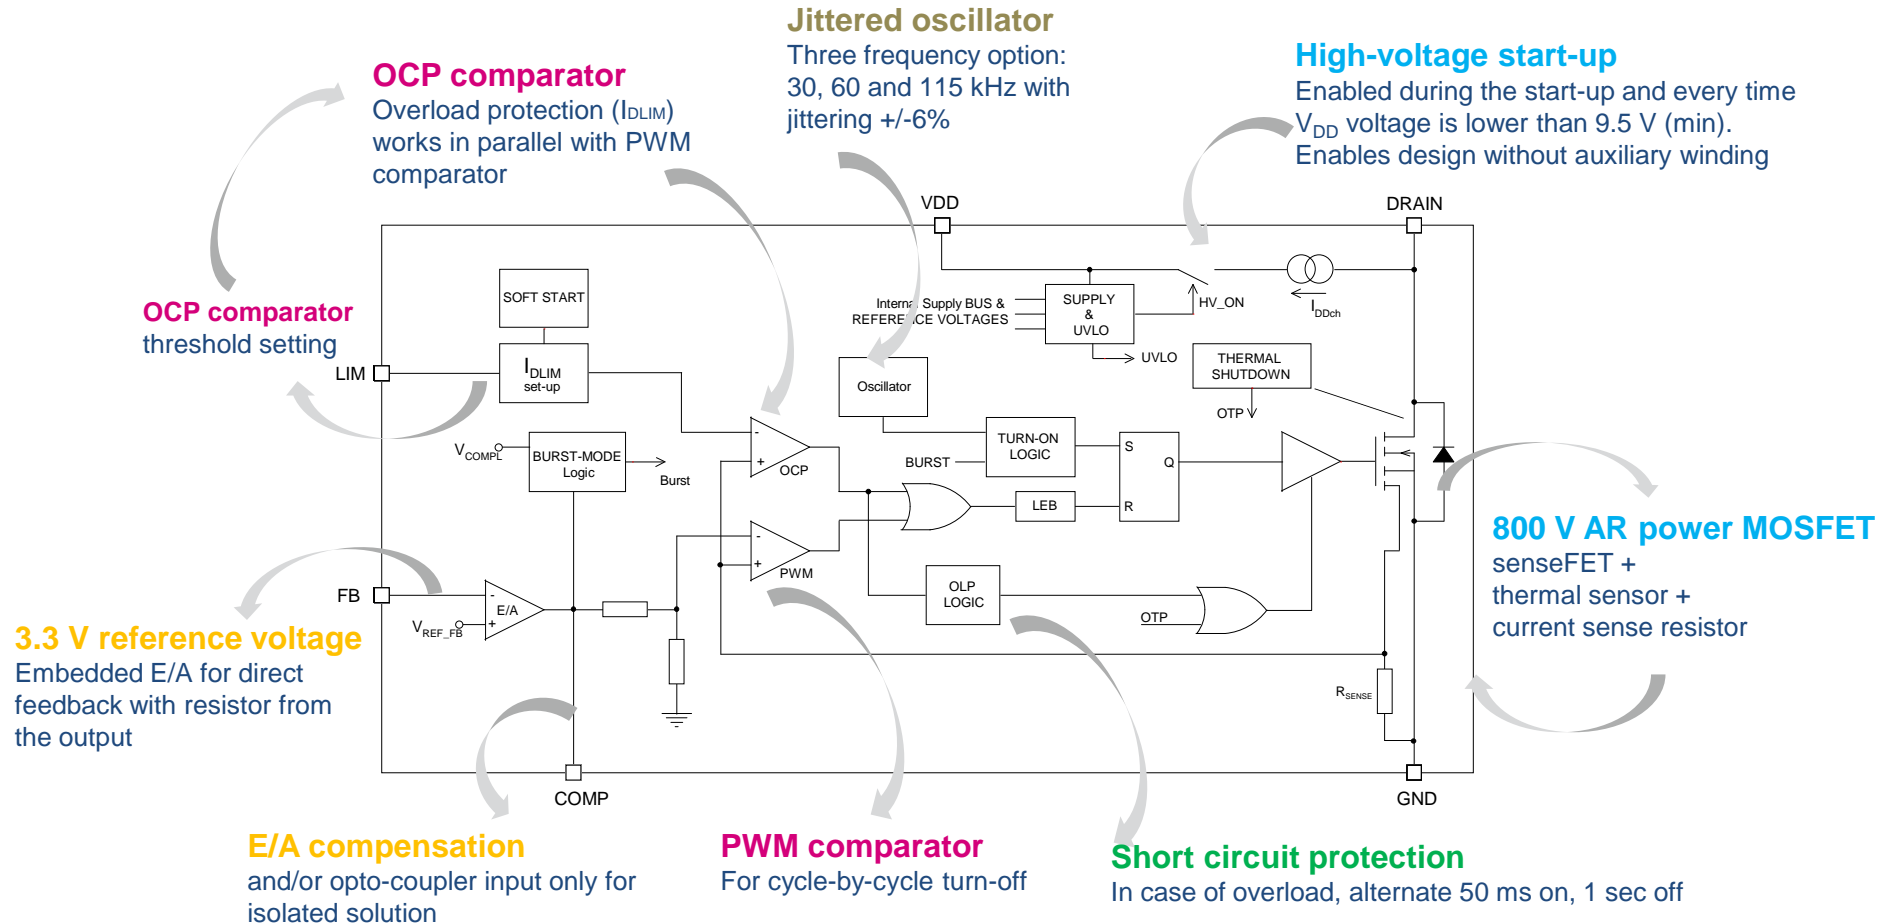 Jittered oscillator
Three frequency option:
30, 60 and 115 kHz with
jittering +/-6%
OCP comparator
Overload protection (IDLIM)
works in parallel with PWM
comparator
High-voltage start-up
Enabled during the start-up and every time
VDD voltage is lower than 9.5 V (min).
Enables design without auxiliary winding
OCP comparator
threshold setting
VDD
DRAIN
SOFT START
Internal Supply BUS &
REFERENCE VOLTAGES
SUPPLY
&
UVLO
HV_ON
IDDch
UVLO
LIM
IDLIM
set-up
Oscillator
THERMAL
SHUTDOWN
OTP
VCOMPL
BURST-MODE
Logic
Burst
-
+
OCP
BURST
TURN-ON
LOGIC
S
Q
R
LEB
-
+
PWM
800 V AR power MOSFET
senseFET +
thermal sensor +
current sense resistor
FB
-
E/A
+
VREF_FB
OLP
LOGIC
OTP
RSENSE
3.3 V reference voltage
Embedded E/A for direct
feedback with resistor from
the output
COMP
GND
E/A compensation
and/or opto-coupler input only for
isolated solution
PWM comparator
For cycle-by-cycle turn-off
Short circuit protection
In case of overload, alternate 50 ms on, 1 sec off